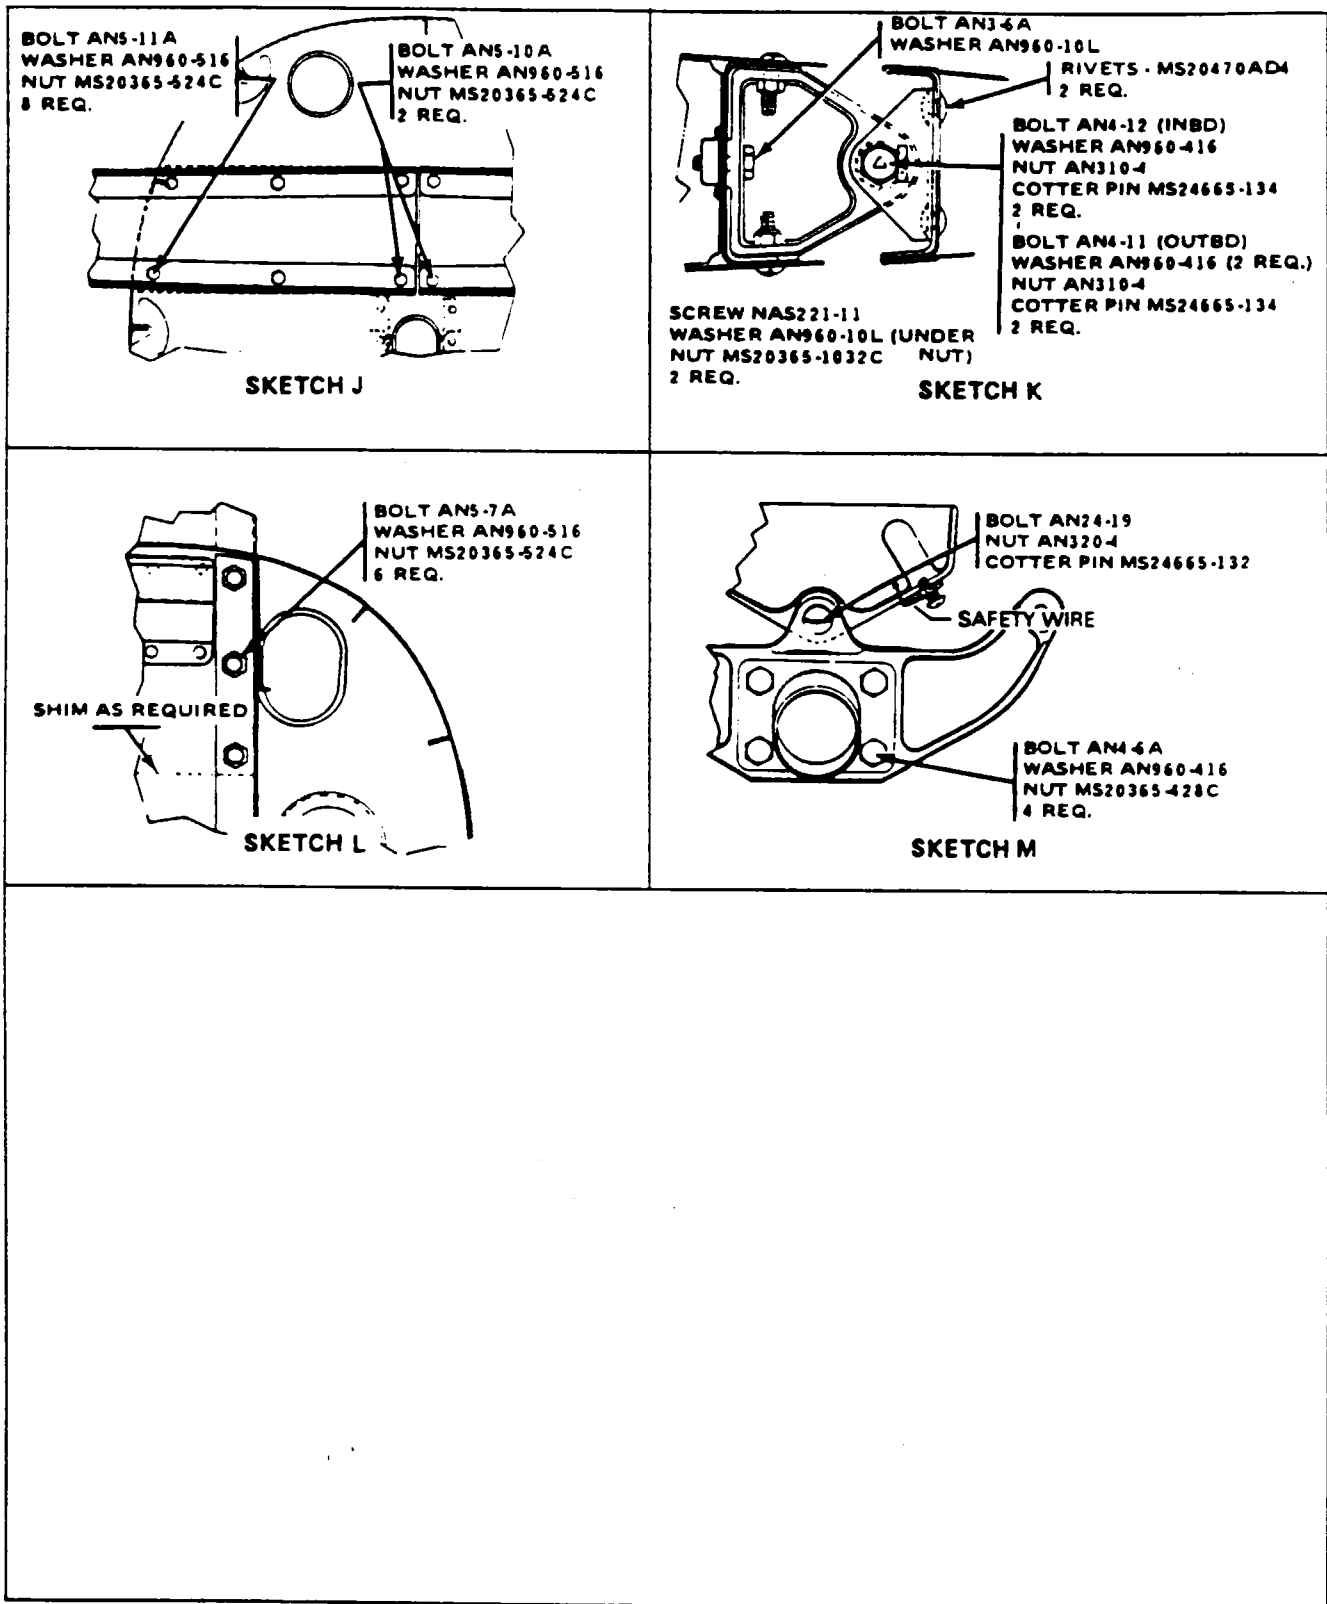 BOLT AN5-11A
WASHER AN960-516
NUT MS20365-524C
8 REQ.
BOLT AN5-10A
WASHER AN960-516
NUT MS20365-524C
2 REQ.
SKETCH J
BOLT AN3-6A
WASHER AN960-10L
RIVETS - MS20470AD4
2 REQ.
BOLT AN4-12 (INBD)
WASHER AN960-416
NUT AN310-4
COTTER PIN MS24665-134
2 REQ.
BOLT AN4-11 (OUTBD)
WASHER AN960-416 (2 REQ.)
NUT AN310-4
COTTER PIN MS24665-134
2 REQ.
SCREW NAS221-11
WASHER AN960-10L (UNDER
NUT MS20365-1032C NUT)
2 REQ.
SKETCH K
BOLT AN5-7A
WASHER AN960-516
NUT MS20365-524C
6 REQ.
SHIM AS REQUIRED
SKETCH L
BOLT AN24-19
NUT AN320-4
COTTER PIN MS24665-132
SAFETY WIRE
BOLT AN4-6A
WASHER AN960-416
NUT MS20365-428C
4 REQ.
SKETCH M